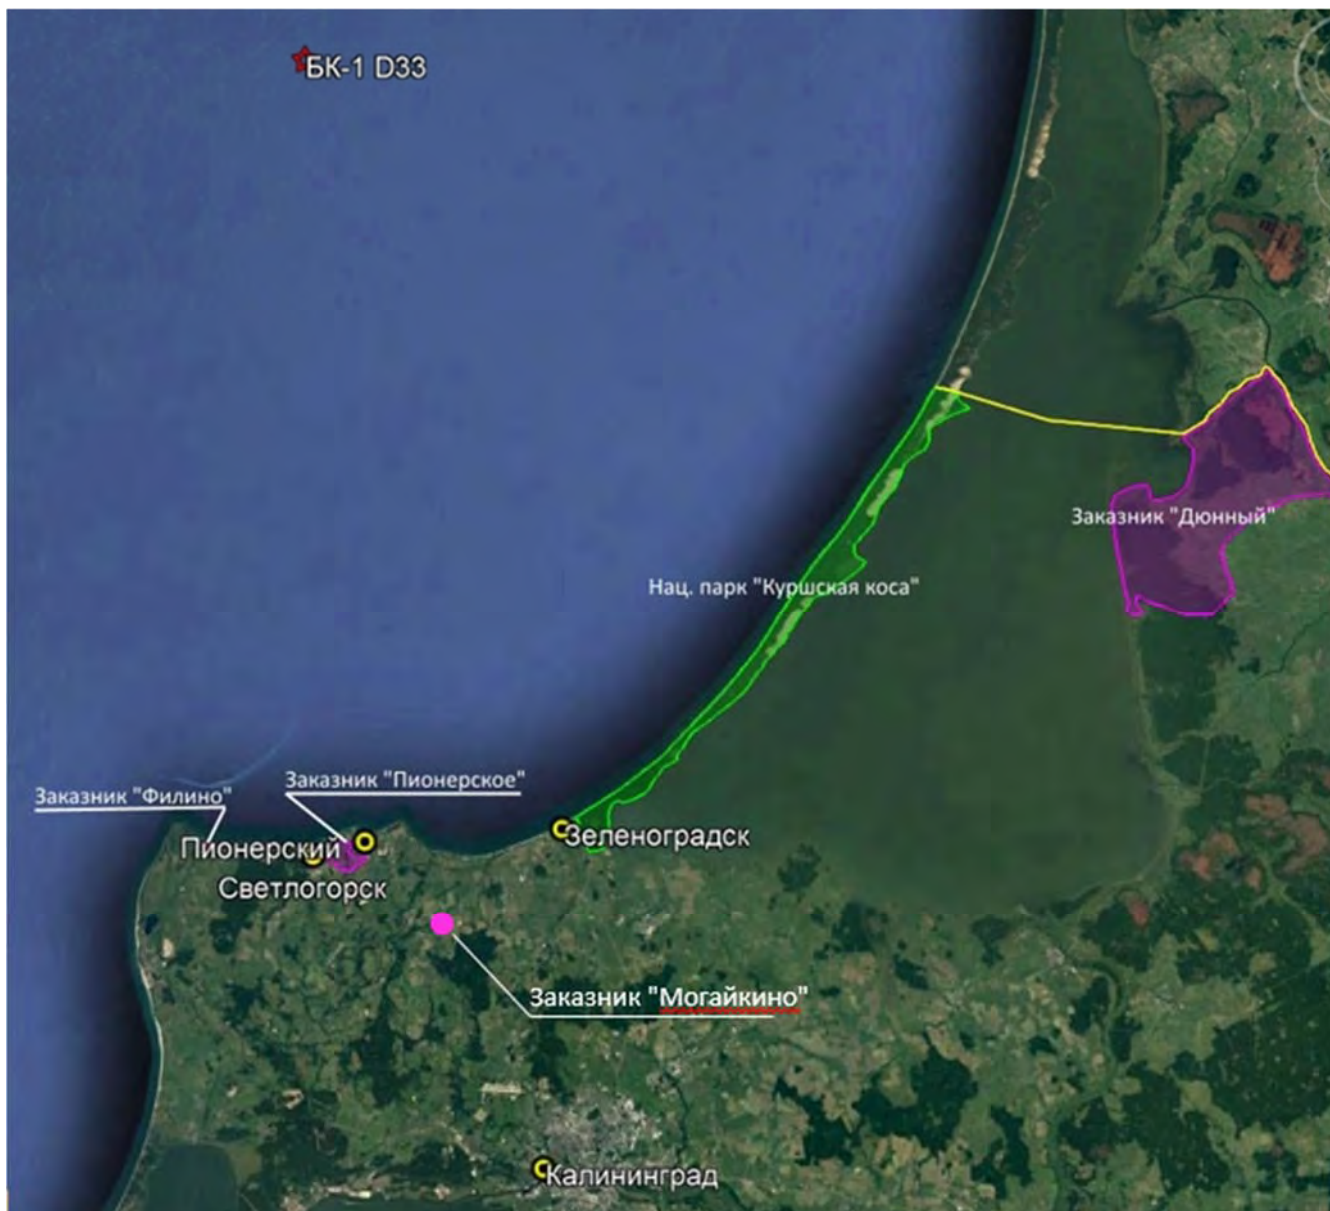 БК-1 D33
Заказник "Дюнный"
Нац. парк "Куршская коса"
Заказник "Пионерское"
Заказник "Филино"
Зеленоградск
Пионерский
Светлогорск
Заказник "Могайкино"
Калининград